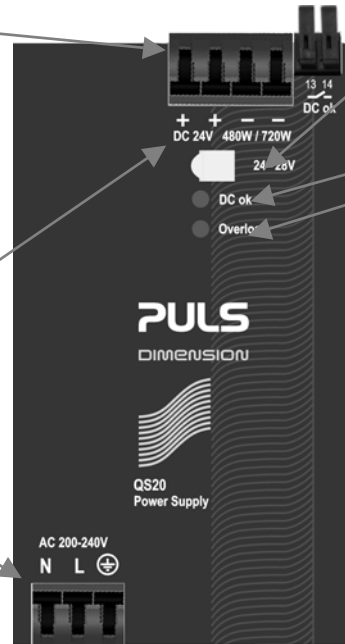 13 14
DC ok
+ + − −
DC 24V 480W / 720W
24-28V
DC ok
Overload
PULS
DIMENSION
QS20
Power Supply
AC 200-240V
N L